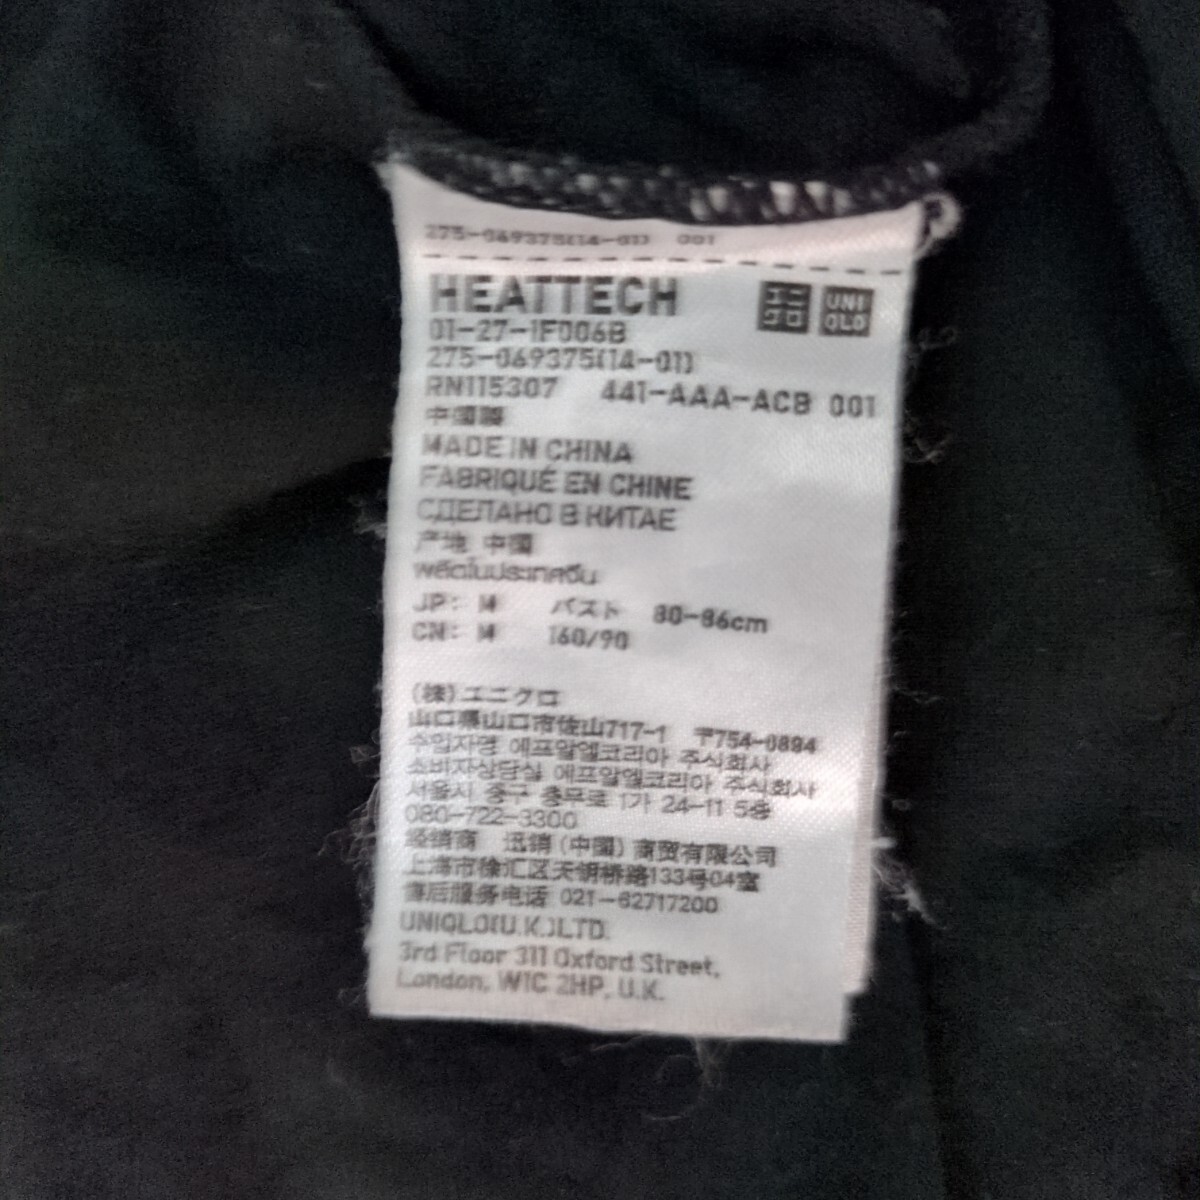 275-069375(14-01) 001
HEATTECH
エニ
クロ
UNI
QLO
01-27-1F006B
275-069375(14-01)
RN115307 441-AAA-ACB 001
中国製
MADE IN CHINA
FABRIQUÉ EN CHINE
СДЕЛАНО В КИТАЕ
产地 中国
ผลิตในประเทศจีน
JP: M バスト 80-86cm
CN: M 160/90
(株)ユニクロ
山口県山口市佐山717-1 〒754-0894
수입자명 에프알엘코리아 주식회사
소비자상담실 에프알엘코리아 주식회사
서울시 중구 충무로 1가 24-11 5층
080-722-3300
经销商 迅销(中国)商贸有限公司
上海市徐汇区天钥桥路133号04室
售后服务电话 021-62717200
UNIQLO(U.K.)LTD.
3rd Floor 311 Oxford Street,
London, W1C 2HP, U.K.